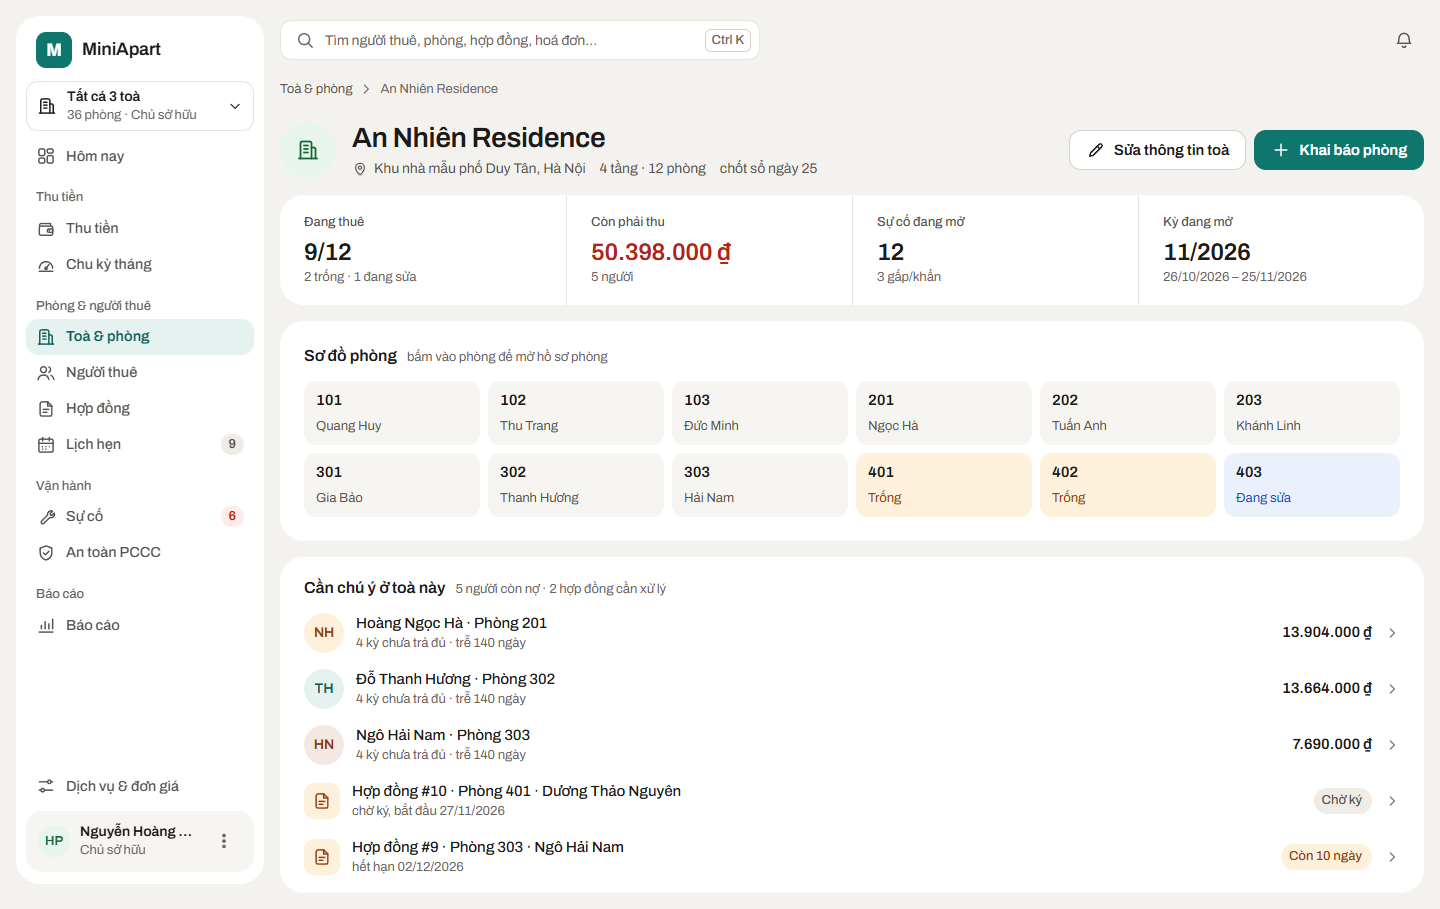 M MiniApart
Tất cả 3 toà
36 phòng · Chủ sở hữu
Hôm nay
Thu tiền
Thu tiền
Chu kỳ tháng
Phòng & người thuê
Toà & phòng
Người thuê
Hợp đồng
Lịch hẹn 9
Vận hành
Sự cố 6
An toàn PCCC
Báo cáo
Báo cáo
Dịch vụ & đơn giá
HP Nguyễn Hoàng ...
Chủ sở hữu
Tìm người thuê, phòng, hợp đồng, hoá đơn... Ctrl K
Toà & phòng > An Nhiên Residence
An Nhiên Residence
Khu nhà mẫu phố Duy Tân, Hà Nội 4 tầng · 12 phòng chốt sổ ngày 25
Sửa thông tin toà
+ Khai báo phòng
Đang thuê
9/12
2 trống · 1 đang sửa
Còn phải thu
50.398.000 ₫
5 người
Sự cố đang mở
12
3 gấp/khẩn
Kỳ đang mở
11/2026
26/10/2026 – 25/11/2026
Sơ đồ phòng bấm vào phòng để mở hồ sơ phòng
101 102 103 201 202 203
Quang Huy Thu Trang Đức Minh Ngọc Hà Tuấn Anh Khánh Linh
301 302 303 401 402 403
Gia Bảo Thanh Hương Hải Nam Trống Trống Đang sửa
Cần chú ý ở toà này 5 người còn nợ · 2 hợp đồng cần xử lý
NH Hoàng Ngọc Hà · Phòng 201 13.904.000 ₫
4 kỳ chưa trả đủ · trễ 140 ngày
TH Đỗ Thanh Hương · Phòng 302 13.664.000 ₫
4 kỳ chưa trả đủ · trễ 140 ngày
HN Ngô Hải Nam · Phòng 303 7.690.000 ₫
4 kỳ chưa trả đủ · trễ 140 ngày
Hợp đồng #10 · Phòng 401 · Dương Thảo Nguyên Chờ ký
chờ ký, bắt đầu 27/11/2026
Hợp đồng #9 · Phòng 303 · Ngô Hải Nam Còn 10 ngày
hết hạn 02/12/2026